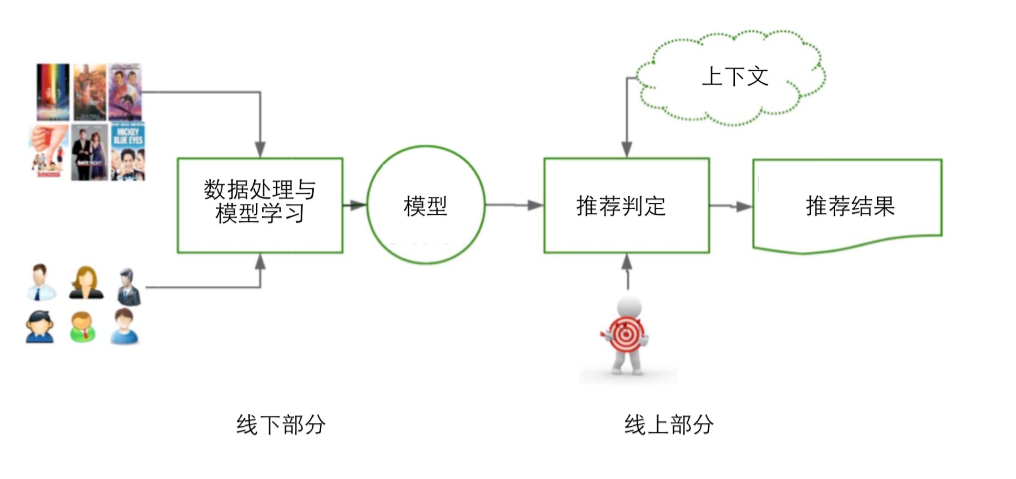 上下文
数据处理与
模型学习
模型
推荐判定
推荐结果
MICKEY
BLUE EYES
线下部分
线上部分